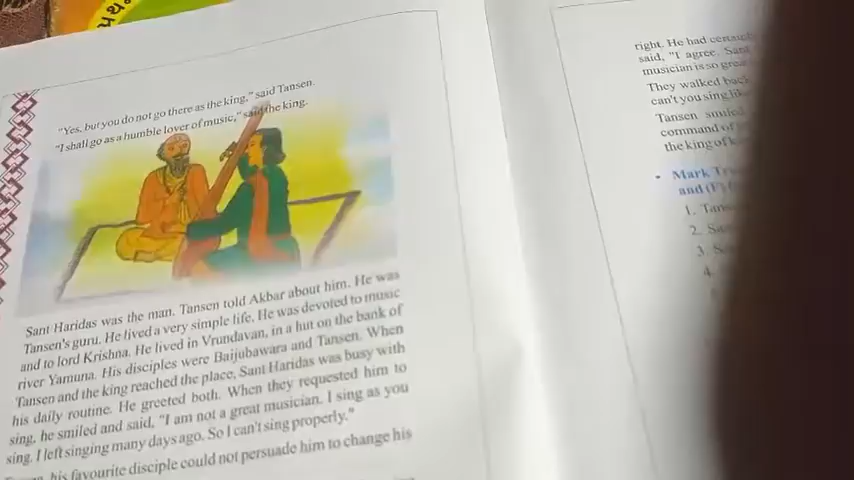 "Yes, but you do not go there as the king," said Tansen.
"I shall go as a humble lover of music," said the king.
Sant Haridas was the man. Tansen told Akbar about him. He was
Tansen's guru. He lived a very simple life. He was devoted to music
and to lord Krishna. He lived in Vrundavan, in a hut on the bank of
river Yamuna. His disciples were Baijubawara and Tansen. When
Tansen and the king reached the place, Sant Haridas was busy with
his daily routine. He greeted both. When they requested him to
sing, he smiled and said, "I am not a great musician. I sing as you
sing. I left singing many days ago. So I can't sing properly."
his favourite disciple could not persuade him to change his
right. He had
said, "I agree. Sant
musician is so great
They walked back
can't you sing
Tansen smiled
command of
the king of
• Mark
and (F)
1.
2.
3.
4.